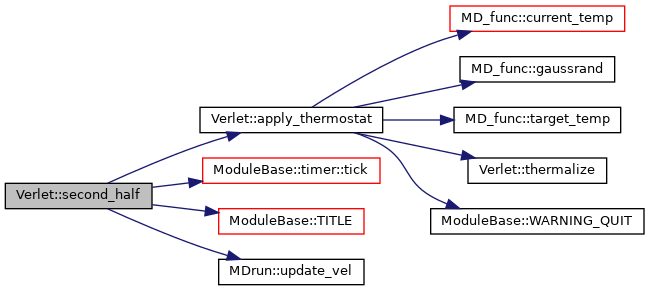 Verlet::second_half
Verlet::apply_thermostat
ModuleBase::timer::tick
ModuleBase::TITLE
MDrun::update_vel
MD_func::current_temp
MD_func::gaussrand
MD_func::target_temp
Verlet::thermalize
ModuleBase::WARNING_QUIT